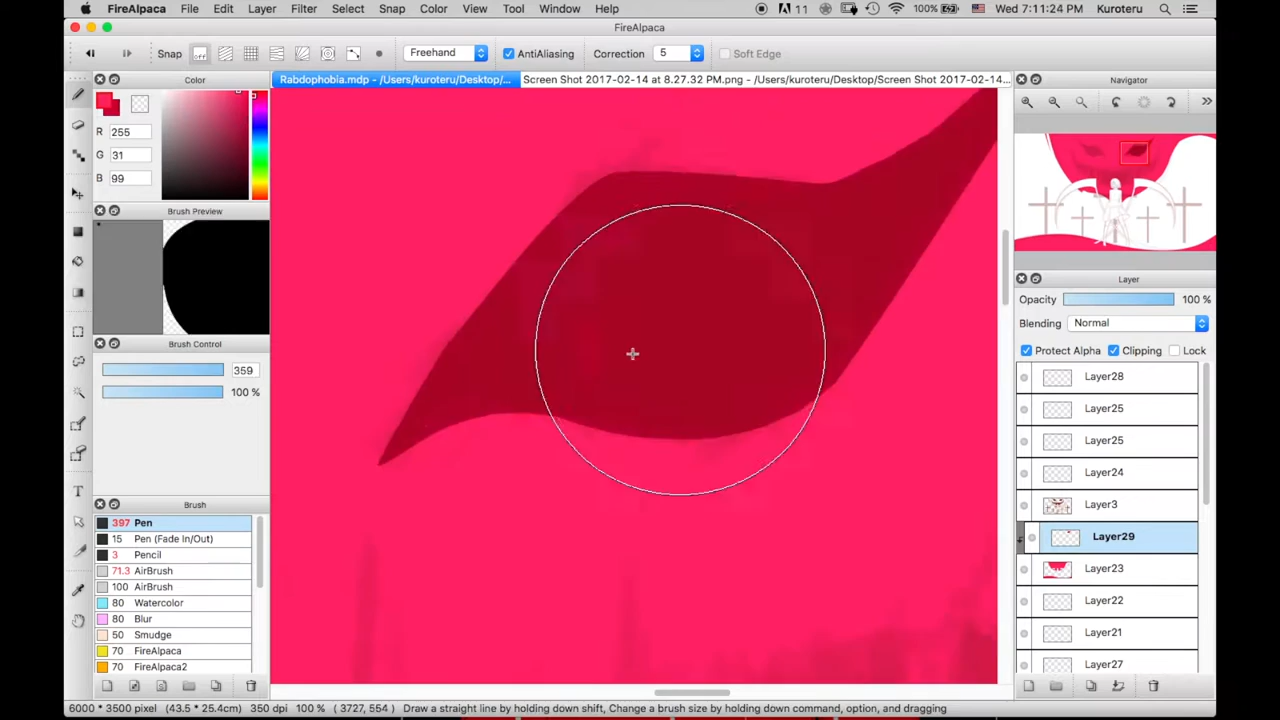 FireAlpaca File Edit Layer Filter Select Snap Color View Tool Window Help 11 100% Wed 7:11:24 PM Kuroteru
FireAlpaca
Snap off Freehand AntiAliasing Correction 5 Soft Edge
Color
Rabdophobia.mdp - /Users/kuroteru/Desktop/... Screen Shot 2017-02-14 at 8.27.32 PM.png - /Users/kuroteru/Desktop/Screen Shot 2017-02-14...
Navigator
R 255
G 31
B 99
Brush Preview
Layer
Opacity 100 %
Blending Normal
Brush Control
Protect Alpha Clipping Lock
359
100 %
Layer28
Layer25
Layer25
Layer24
Layer3
Layer29
Layer23
Layer22
Layer21
Layer27
Brush
397 Pen
15 Pen (Fade In/Out)
3 Pencil
71.3 AirBrush
100 AirBrush
80 Watercolor
80 Blur
50 Smudge
70 FireAlpaca
70 FireAlpaca2
T
6000 * 3500 pixel (43.5 * 25.4cm) 350 dpi 100 % ( 3727, 554 ) Draw a straight line by holding down shift, Change a brush size by holding down command, option, and dragging